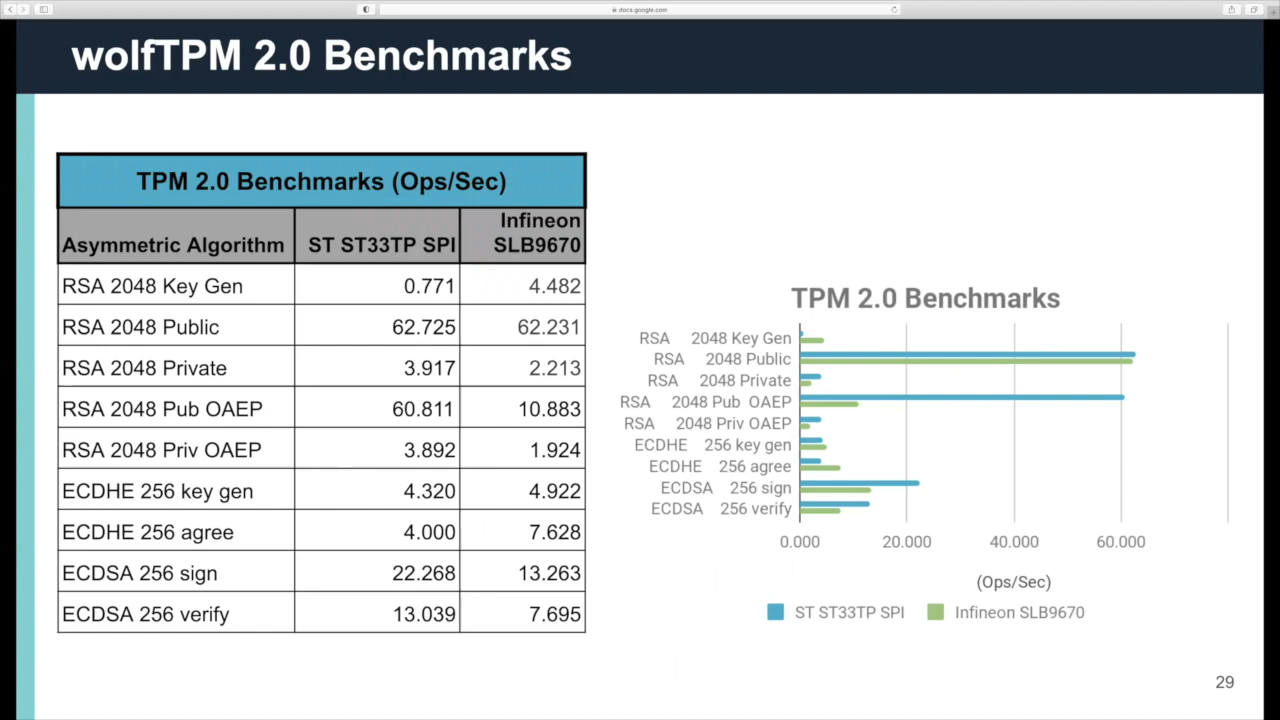 docs.google.com
wolfTPM 2.0 Benchmarks
TPM 2.0 Benchmarks (Ops/Sec)
Asymmetric Algorithm ST ST33TP SPI Infineon SLB9670
RSA 2048 Key Gen 0.771 4.482
RSA 2048 Public 62.725 62.231
RSA 2048 Private 3.917 2.213
RSA 2048 Pub OAEP 60.811 10.883
RSA 2048 Priv OAEP 3.892 1.924
ECDHE 256 key gen 4.320 4.922
ECDHE 256 agree 4.000 7.628
ECDSA 256 sign 22.268 13.263
ECDSA 256 verify 13.039 7.695
TPM 2.0 Benchmarks
RSA 2048 Key Gen
RSA 2048 Public
RSA 2048 Private
RSA 2048 Pub OAEP
RSA 2048 Priv OAEP
ECDHE 256 key gen
ECDHE 256 agree
ECDSA 256 sign
ECDSA 256 verify
0.000 20.000 40.000 60.000
(Ops/Sec)
ST ST33TP SPI Infineon SLB9670
29